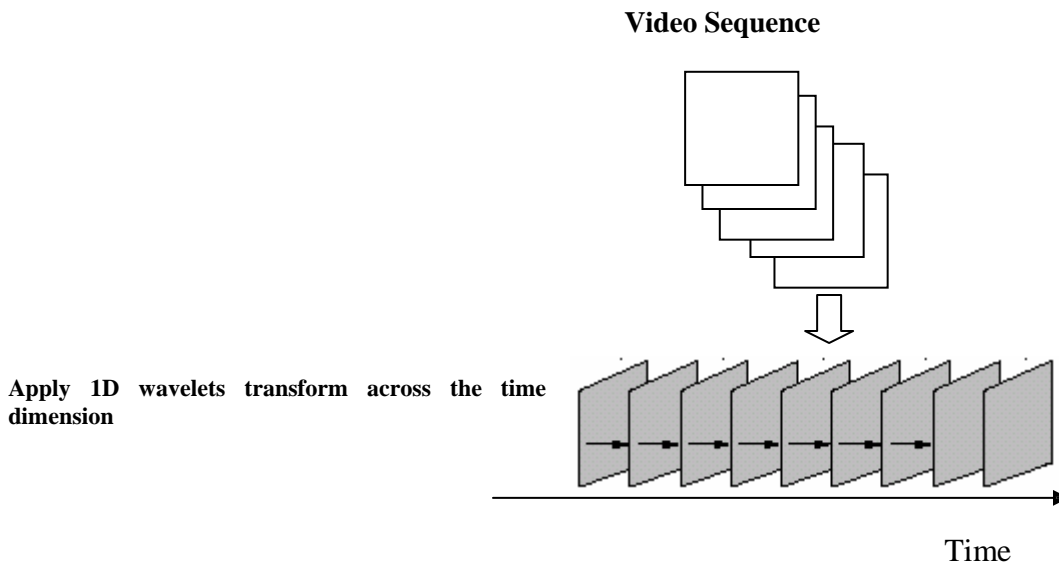 Video Sequence
Apply 1D wavelets transform across the time
dimension
Time